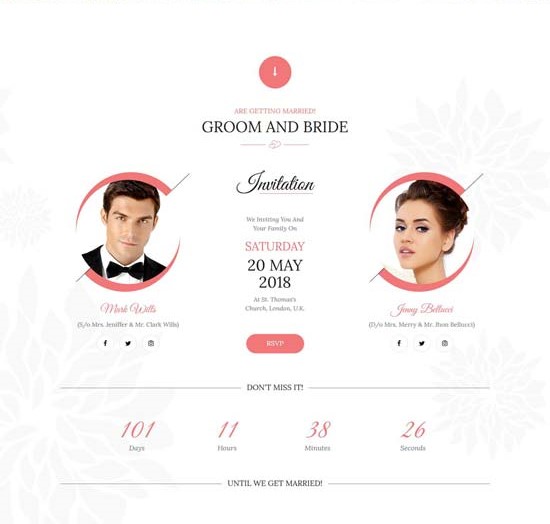 ARE GETTING MARRIED!
GROOM AND BRIDE
Invitation
We Inviting You And
Your Family On
SATURDAY
20 MAY
2018
At St. Thomas's
Church, London, U.K.
RSVP
Mark Wills
(S/o Mrs. Jeniffer & Mr. Clark Wills)
Jenny Bellucci
(D/o Mrs. Merry & Mr. Jhon Bellucci)
DON'T MISS IT!
101 11 38 26
Days Hours Minutes Seconds
UNTIL WE GET MARRIED!